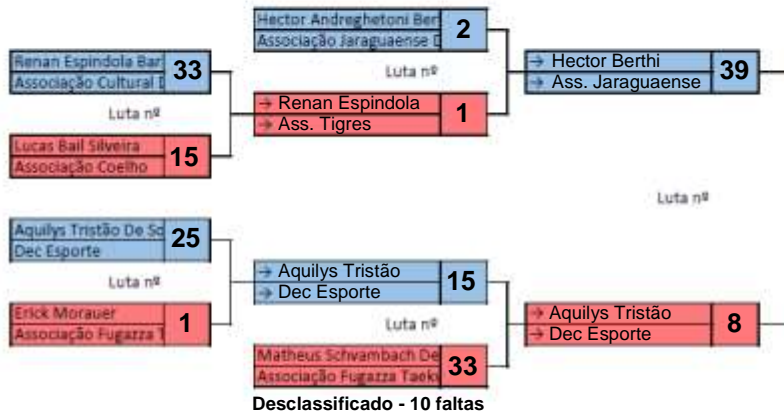 Hector Andreghetoni Ber
Associação Jaraguaense D
2
Renan Espindola Bar
Associação Cultural D
33
Luta nº
→ Hector Berthi
→ Ass. Jaraguaense
39
Luta nº
→ Renan Espindola
→ Ass. Tigres
1
Lucas Bail Silveira
Associação Coelho
15
Luta nº
Aquilys Tristão De So
Dec Esporte
25
Luta nº
→ Aquilys Tristão
→ Dec Esporte
15
Erick Morauer
Associação Fugazza T
1
Luta nº
→ Aquilys Tristão
→ Dec Esporte
8
Matheus Schvambach De
Associação Fugazza Taekw
33
Desclassificado - 10 faltas